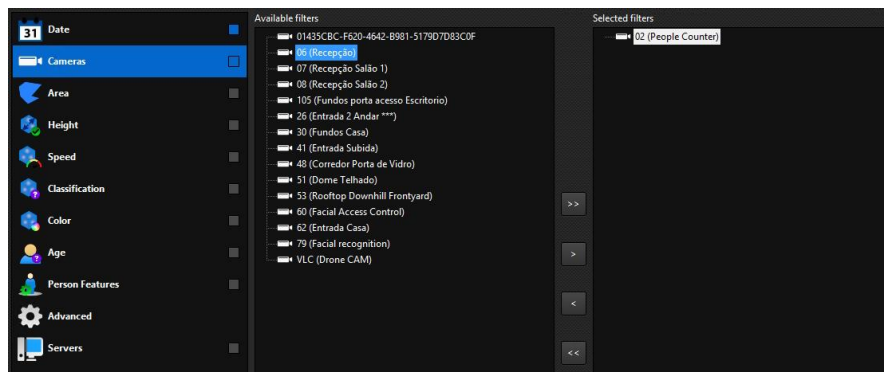 31 Date
Cameras
Area
Height
Speed
Classification
Color
Age
Person Features
Advanced
Servers
Available filters
01435CBC-F620-4642-B981-5179D7D83C0F
06 (Recepção)
07 (Recepção Salão 1)
08 (Recepção Salão 2)
105 (Fundos porta acesso Escritorio)
26 (Entrada 2 Andar ***)
30 (Fundos Casa)
41 (Entrada Subida)
48 (Corredor Porta de Vidro)
51 (Dome Telhado)
53 (Rooftop Downhill Frontyard)
60 (Facial Access Control)
62 (Entrada Casa)
79 (Facial recognition)
VLC (Drone CAM)
>>
>
<
<<
Selected filters
02 (People Counter)